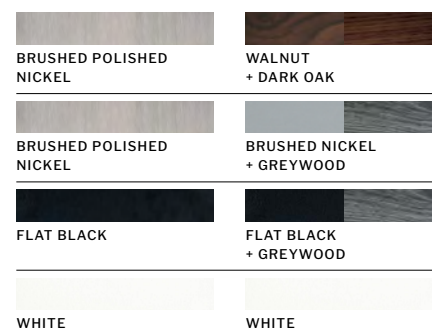 BRUSHED POLISHED
NICKEL
WALNUT
+ DARK OAK
BRUSHED POLISHED
NICKEL
BRUSHED NICKEL
+ GREYWOOD
FLAT BLACK
FLAT BLACK
+ GREYWOOD
WHITE
WHITE